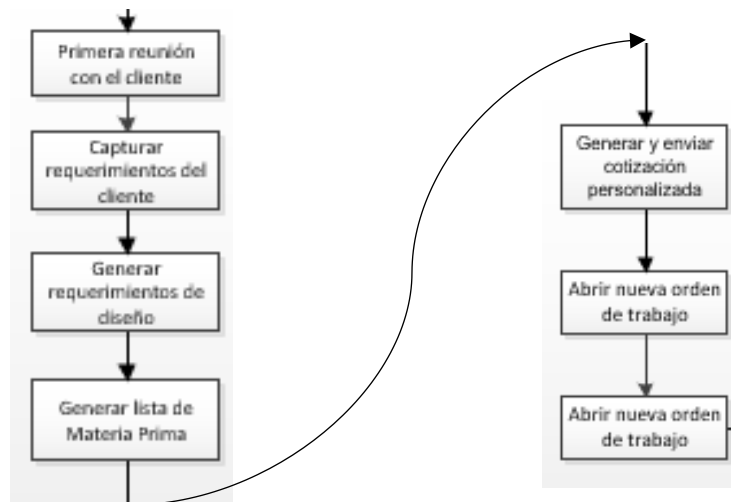 Primera reunión
con el cliente
Capturar
requerimientos del
cliente
Generar
requerimientos de
diseño
Generar lista de
Materia Prima
Generar y enviar
cotización
personalizada
Abrir nueva orden
de trabajo
Abrir nueva orden
de trabajo